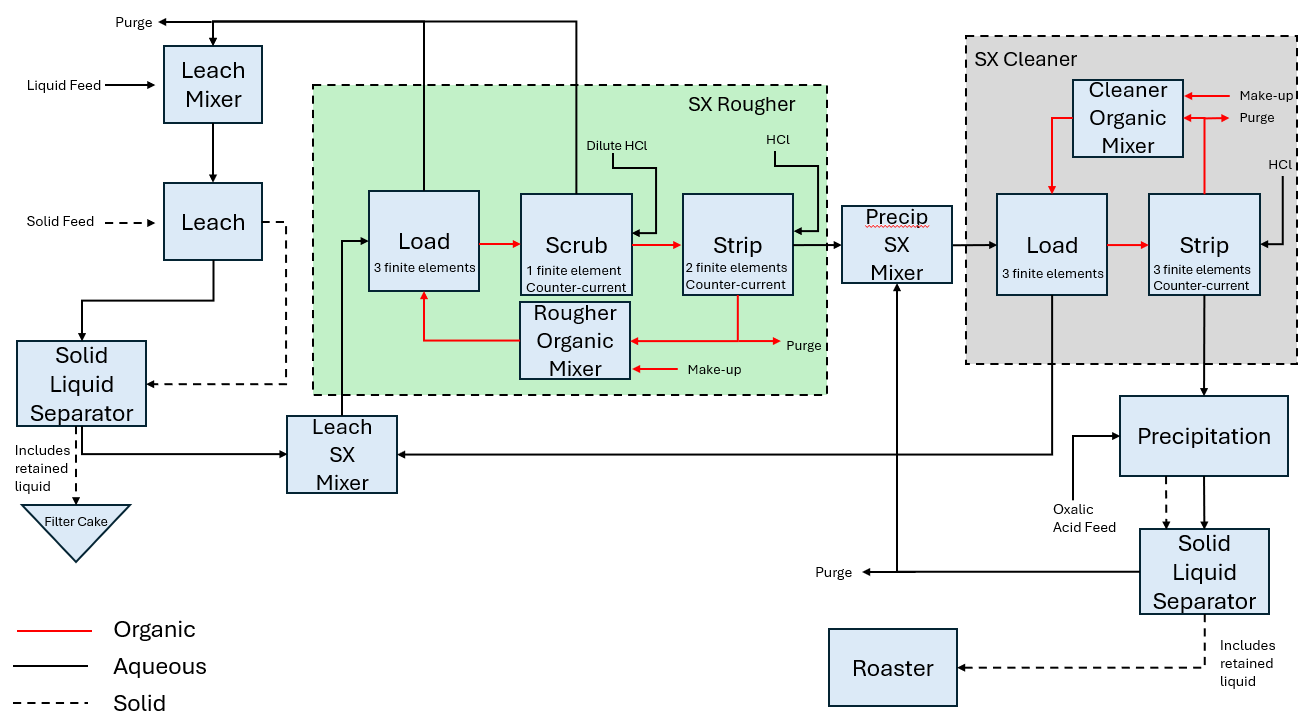 Purge
Leach
Mixer
Liquid Feed
Leach
Solid Feed
Solid
Liquid
Separator
Includes
retained
liquid
Filter Cake
Leach
SX
Mixer
SX Rougher
Load
3 finite elements
Dilute HCl
Scrub
1 finite element
Counter-current
HCl
Strip
2 finite elements
Counter-current
Rougher
Organic
Mixer
Purge
Make-up
Precip
SX
Mixer
SX Cleaner
Cleaner
Organic
Mixer
Make-up
Purge
HCl
Load
3 finite elements
Strip
3 finite elements
Counter-current
Precipitation
Oxalic
Acid Feed
Solid
Liquid
Separator
Purge
Includes
retained
liquid
Roaster
Organic
Aqueous
Solid